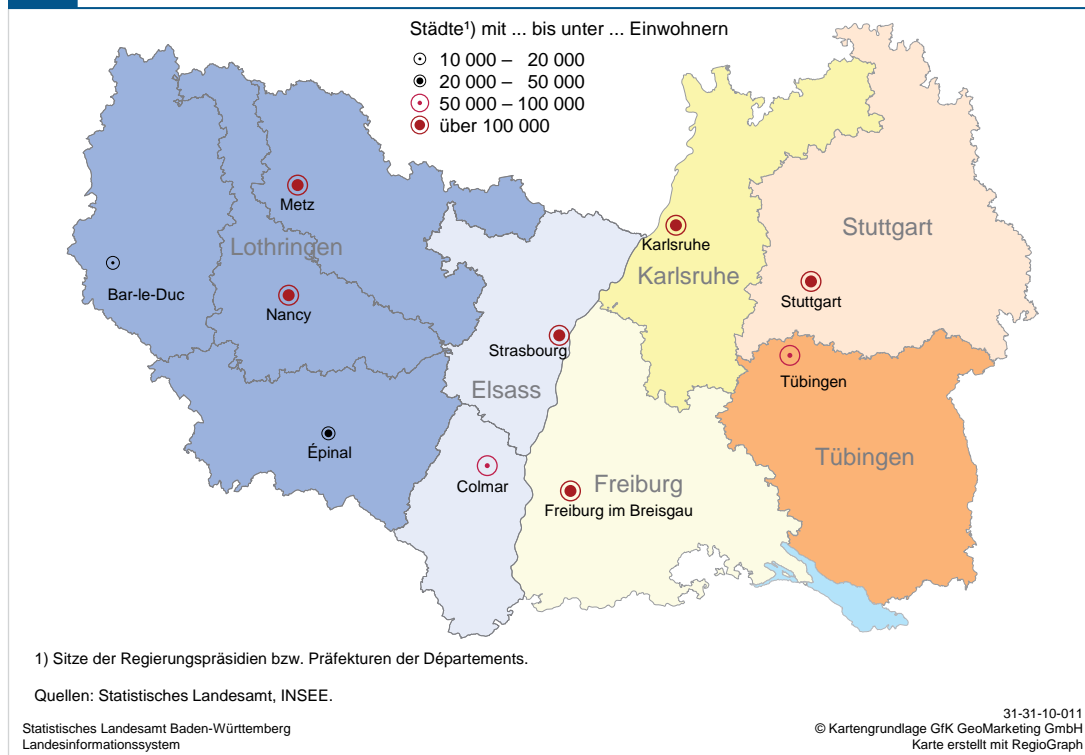 Städte¹) mit ... bis unter ... Einwohnern
10 000 – 20 000
20 000 – 50 000
50 000 – 100 000
über 100 000
Metz
Lothringen
Bar-le-Duc
Nancy
Épinal
Strasbourg
Elsass
Colmar
Karlsruhe
Karlsruhe
Stuttgart
Stuttgart
Tübingen
Tübingen
Freiburg
Freiburg im Breisgau
1) Sitze der Regierungspräsidien bzw. Präfekturen der Départements.
Quellen: Statistisches Landesamt, INSEE.
Statistisches Landesamt Baden-Württemberg
Landesinformationssystem
31-31-10-011
© Kartengrundlage GfK GeoMarketing GmbH
Karte erstellt mit RegioGraph